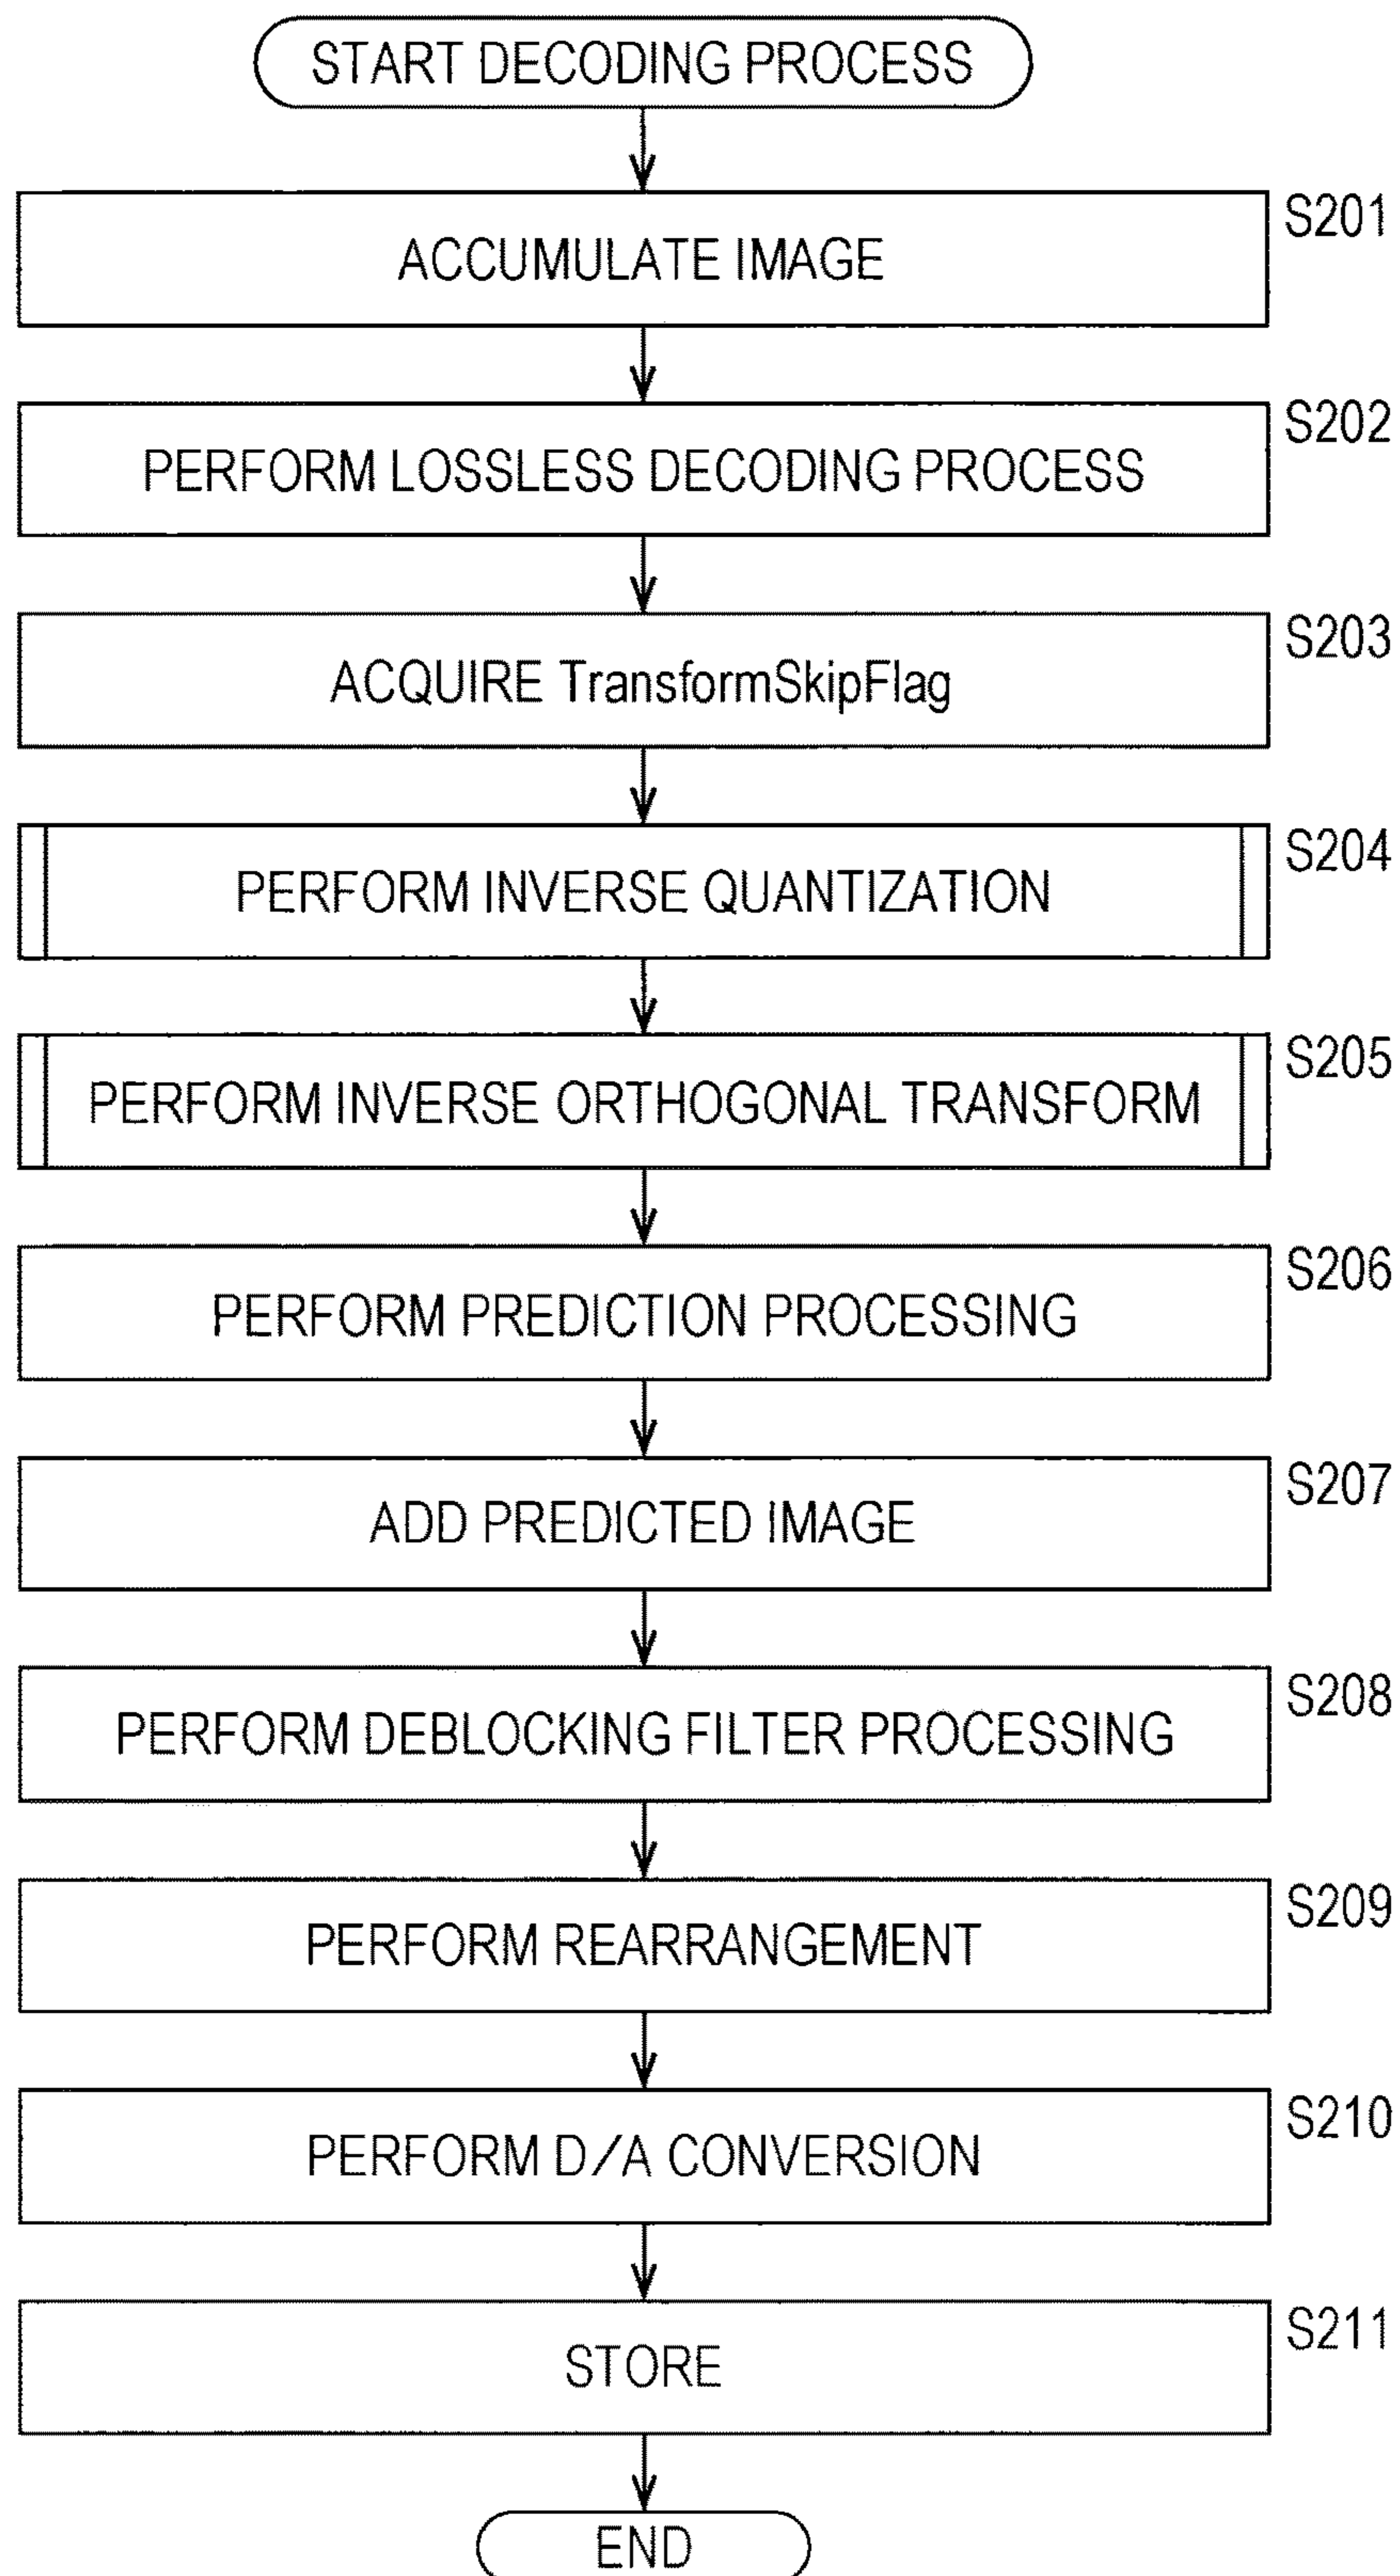 START DECODING PROCESS
ACCUMULATE IMAGE
S201
PERFORM LOSSLESS DECODING PROCESS
S202
ACQUIRE TransformSkipFlag
S203
PERFORM INVERSE QUANTIZATION
S204
PERFORM INVERSE ORTHOGONAL TRANSFORM
S205
PERFORM PREDICTION PROCESSING
S206
ADD PREDICTED IMAGE
S207
PERFORM DEBLOCKING FILTER PROCESSING
S208
PERFORM REARRANGEMENT
S209
PERFORM D/A CONVERSION
S210
STORE
S211
END